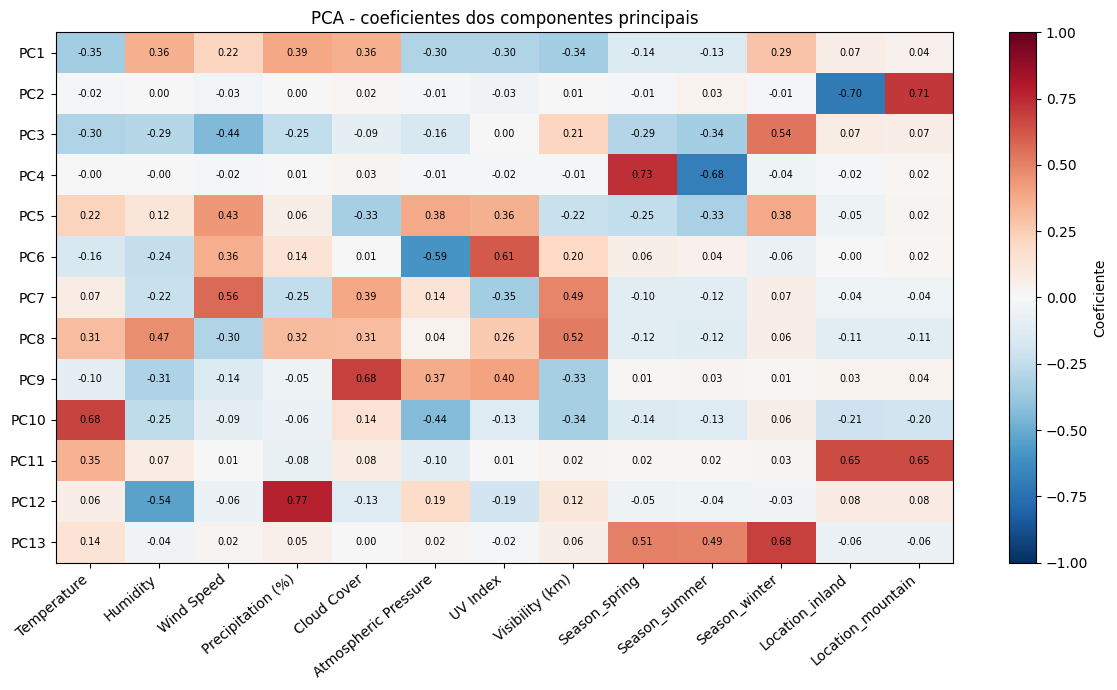 PCA - coeficientes dos componentes principais
PC1 -0.35 0.36 0.22 0.39 0.36 -0.30 -0.30 -0.34 -0.14 -0.13 0.29 0.07 0.04
PC2 -0.02 0.00 -0.03 0.00 0.02 -0.01 -0.03 0.01 -0.01 0.03 -0.01 -0.70 0.71
PC3 -0.30 -0.29 -0.44 -0.25 -0.09 -0.16 0.00 0.21 -0.29 -0.34 0.54 0.07 0.07
PC4 -0.00 -0.00 -0.02 0.01 0.03 -0.01 -0.02 -0.01 0.73 -0.68 -0.04 -0.02 0.02
PC5 0.22 0.12 0.43 0.06 -0.33 0.38 0.36 -0.22 -0.25 -0.33 0.38 -0.05 0.02
PC6 -0.16 -0.24 0.36 0.14 0.01 -0.59 0.61 0.20 0.06 0.04 -0.06 -0.00 0.02
PC7 0.07 -0.22 0.56 -0.25 0.39 0.14 -0.35 0.49 -0.10 -0.12 0.07 -0.04 -0.04
PC8 0.31 0.47 -0.30 0.32 0.31 0.04 0.26 0.52 -0.12 -0.12 0.06 -0.11 -0.11
PC9 -0.10 -0.31 -0.14 -0.05 0.68 0.37 0.40 -0.33 0.01 0.03 0.01 0.03 0.04
PC10 0.68 -0.25 -0.09 -0.06 0.14 -0.44 -0.13 -0.34 -0.14 -0.13 0.06 -0.21 -0.20
PC11 0.35 0.07 0.01 -0.08 0.08 -0.10 0.01 0.02 0.02 0.02 0.03 0.65 0.65
PC12 0.06 -0.54 -0.06 0.77 -0.13 0.19 -0.19 0.12 -0.05 -0.04 -0.03 0.08 0.08
PC13 0.14 -0.04 0.02 0.05 0.00 0.02 -0.02 0.06 0.51 0.49 0.68 -0.06 -0.06
Temperature
Humidity
Wind Speed
Precipitation (%)
Cloud Cover
Atmospheric Pressure
UV Index
Visibility (km)
Season_spring
Season_summer
Season_winter
Location_inland
Location_mountain
1.00
0.75
0.50
0.25
0.00
−0.25
−0.50
−0.75
−1.00
Coeficiente